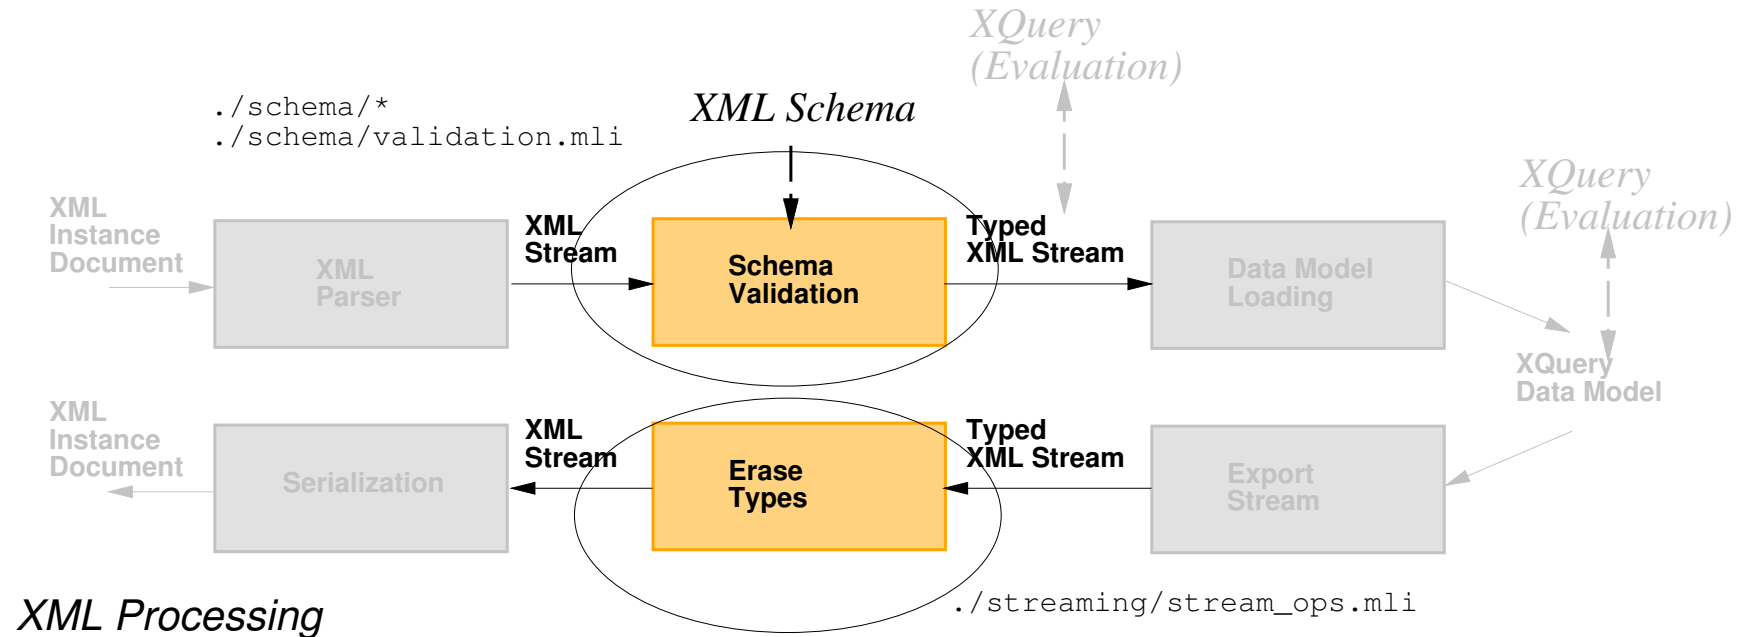 XQuery
(Evaluation)
./schema/*
./schema/validation.mli
XML Schema
XQuery
(Evaluation)
XML
Instance
Document
XML
Parser
XML
Stream
Schema
Validation
Typed
XML Stream
Data Model
Loading
XQuery
Data Model
XML
Instance
Document
Serialization
XML
Stream
Erase
Types
Typed
XML Stream
Export
Stream
./streaming/stream_ops.mli
XML Processing